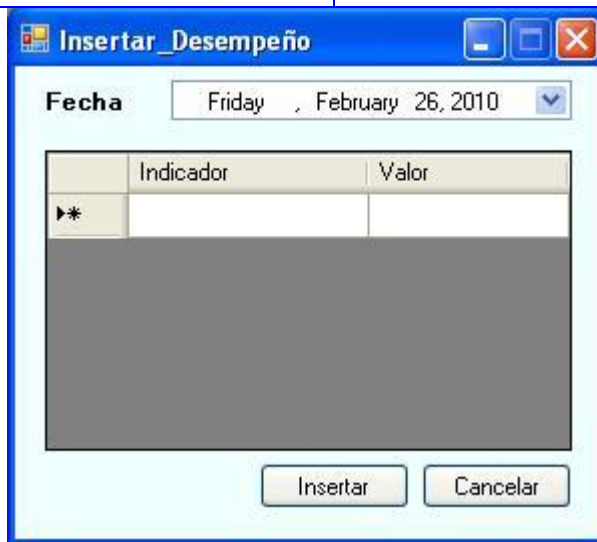 Insertar_Desempeño
Fecha Friday , February 26, 2010
Indicador Valor
Insertar Cancelar